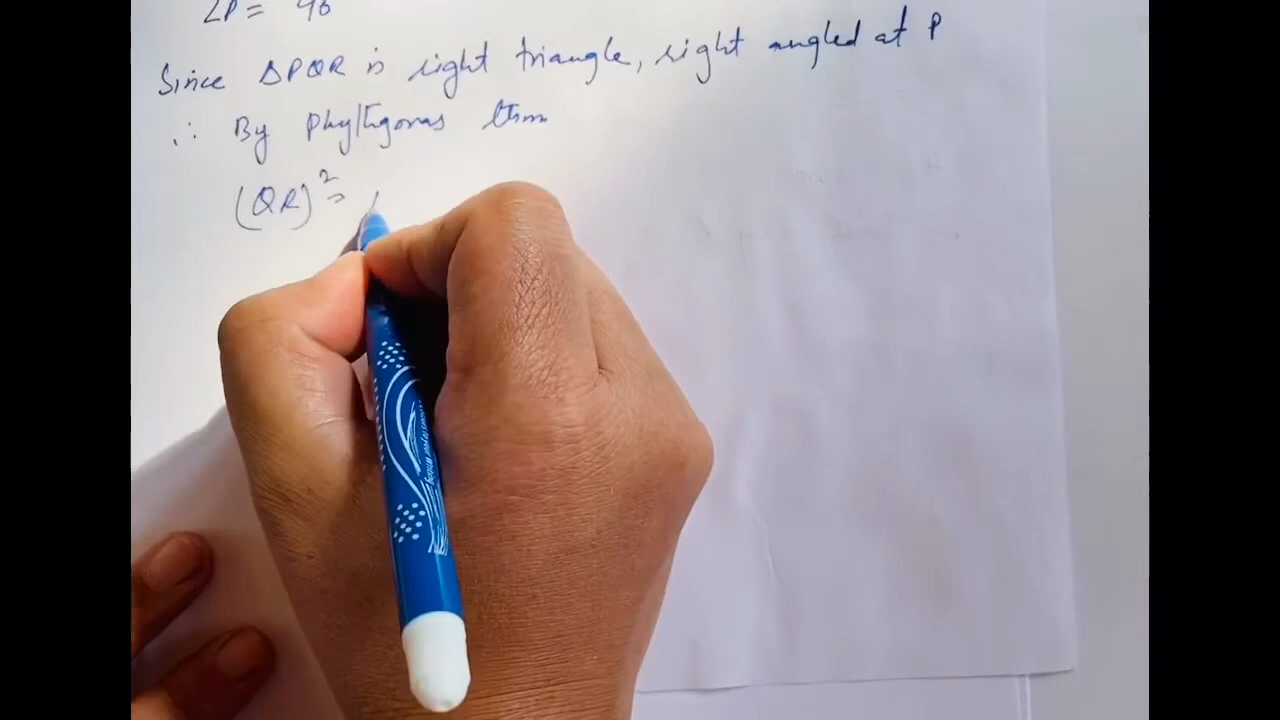 ∠P = 90
Since ΔPQR is right triangle, right angled at P
∴ By Phythgoras thm
(QR)² =